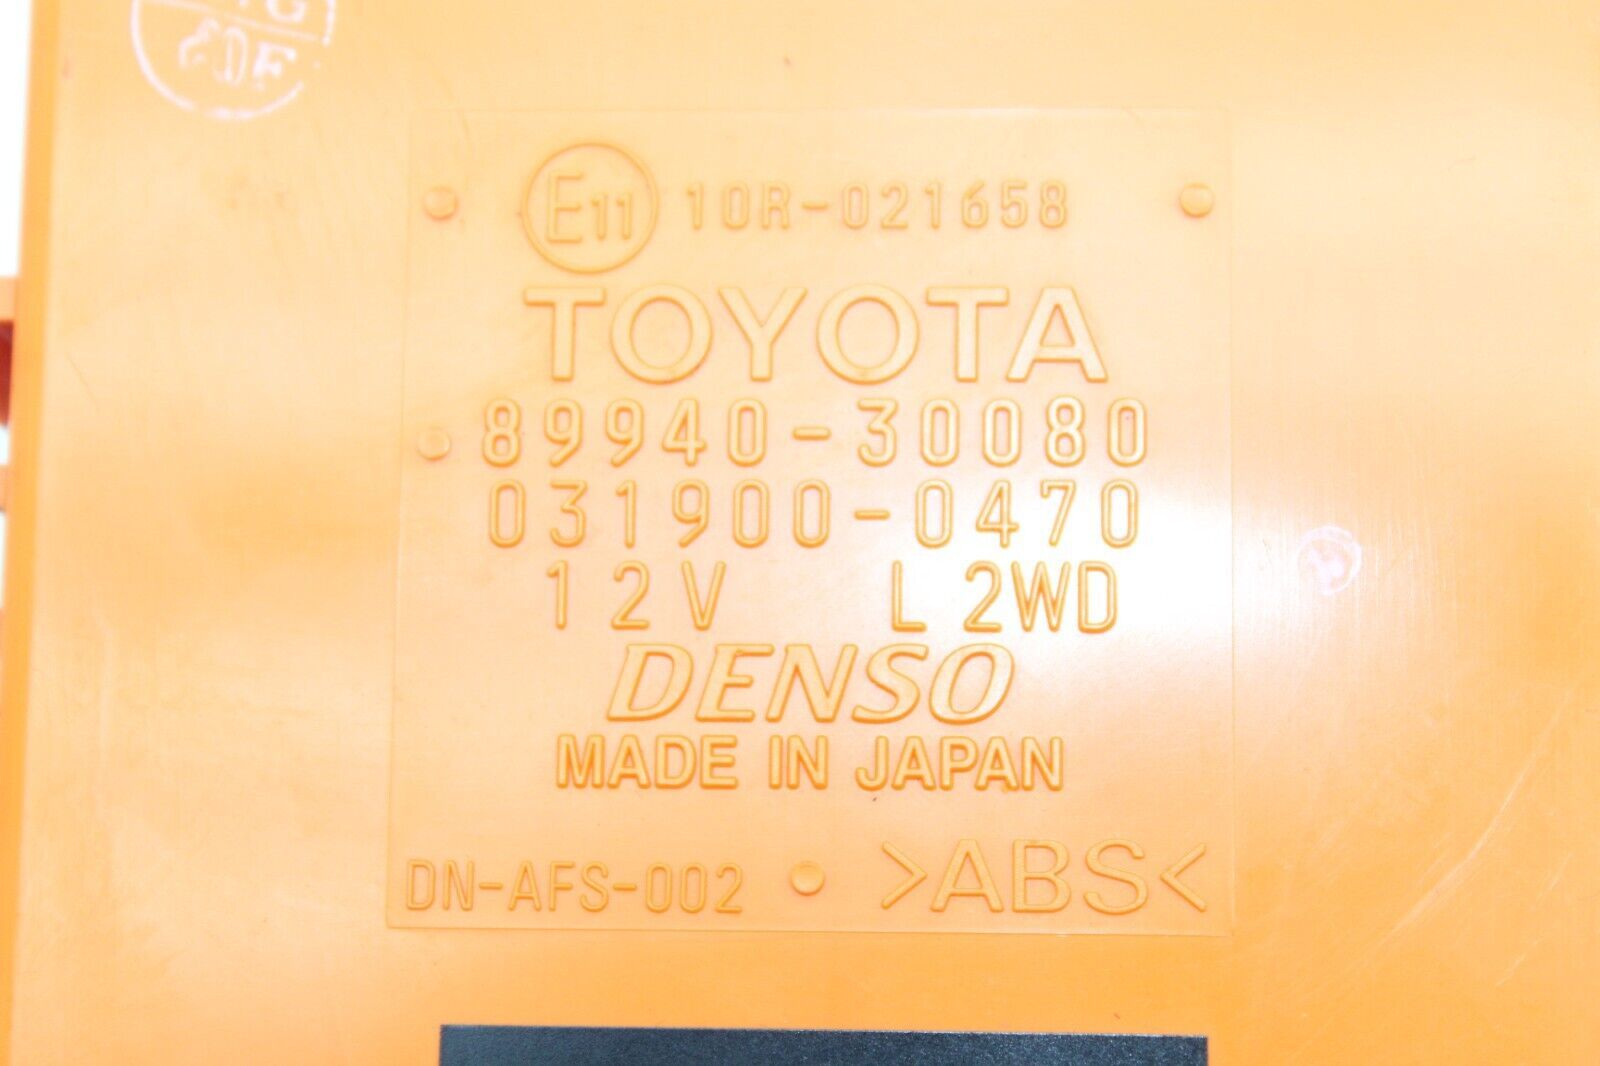 E11 10R-021658
TOYOTA
89940-30080
031900-0470
12V L 2WD
DENSO
MADE IN JAPAN
DN-AFS-002 >ABS<